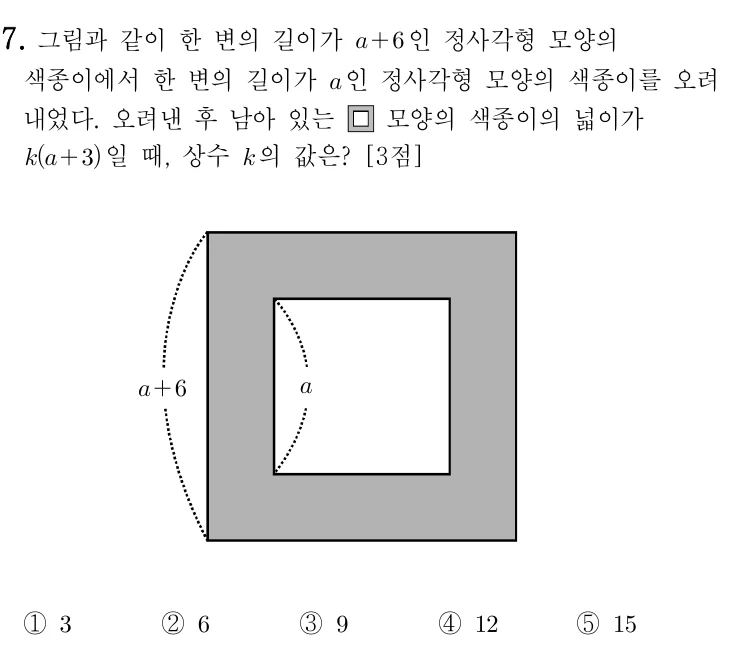 7. 그림과 같이 한 변의 길이가 a+6인 정사각형 모양의
색종이에서 한 변의 길이가 a인 정사각형 모양의 색종이를 오려
내었다. 오려낸 후 남아 있는 모양의 색종이의 넓이가
k(a+3)일 때, 상수 k의 값은? [3점]
a+6
a
① 3 ② 6 ③ 9 ④ 12 ⑤ 15